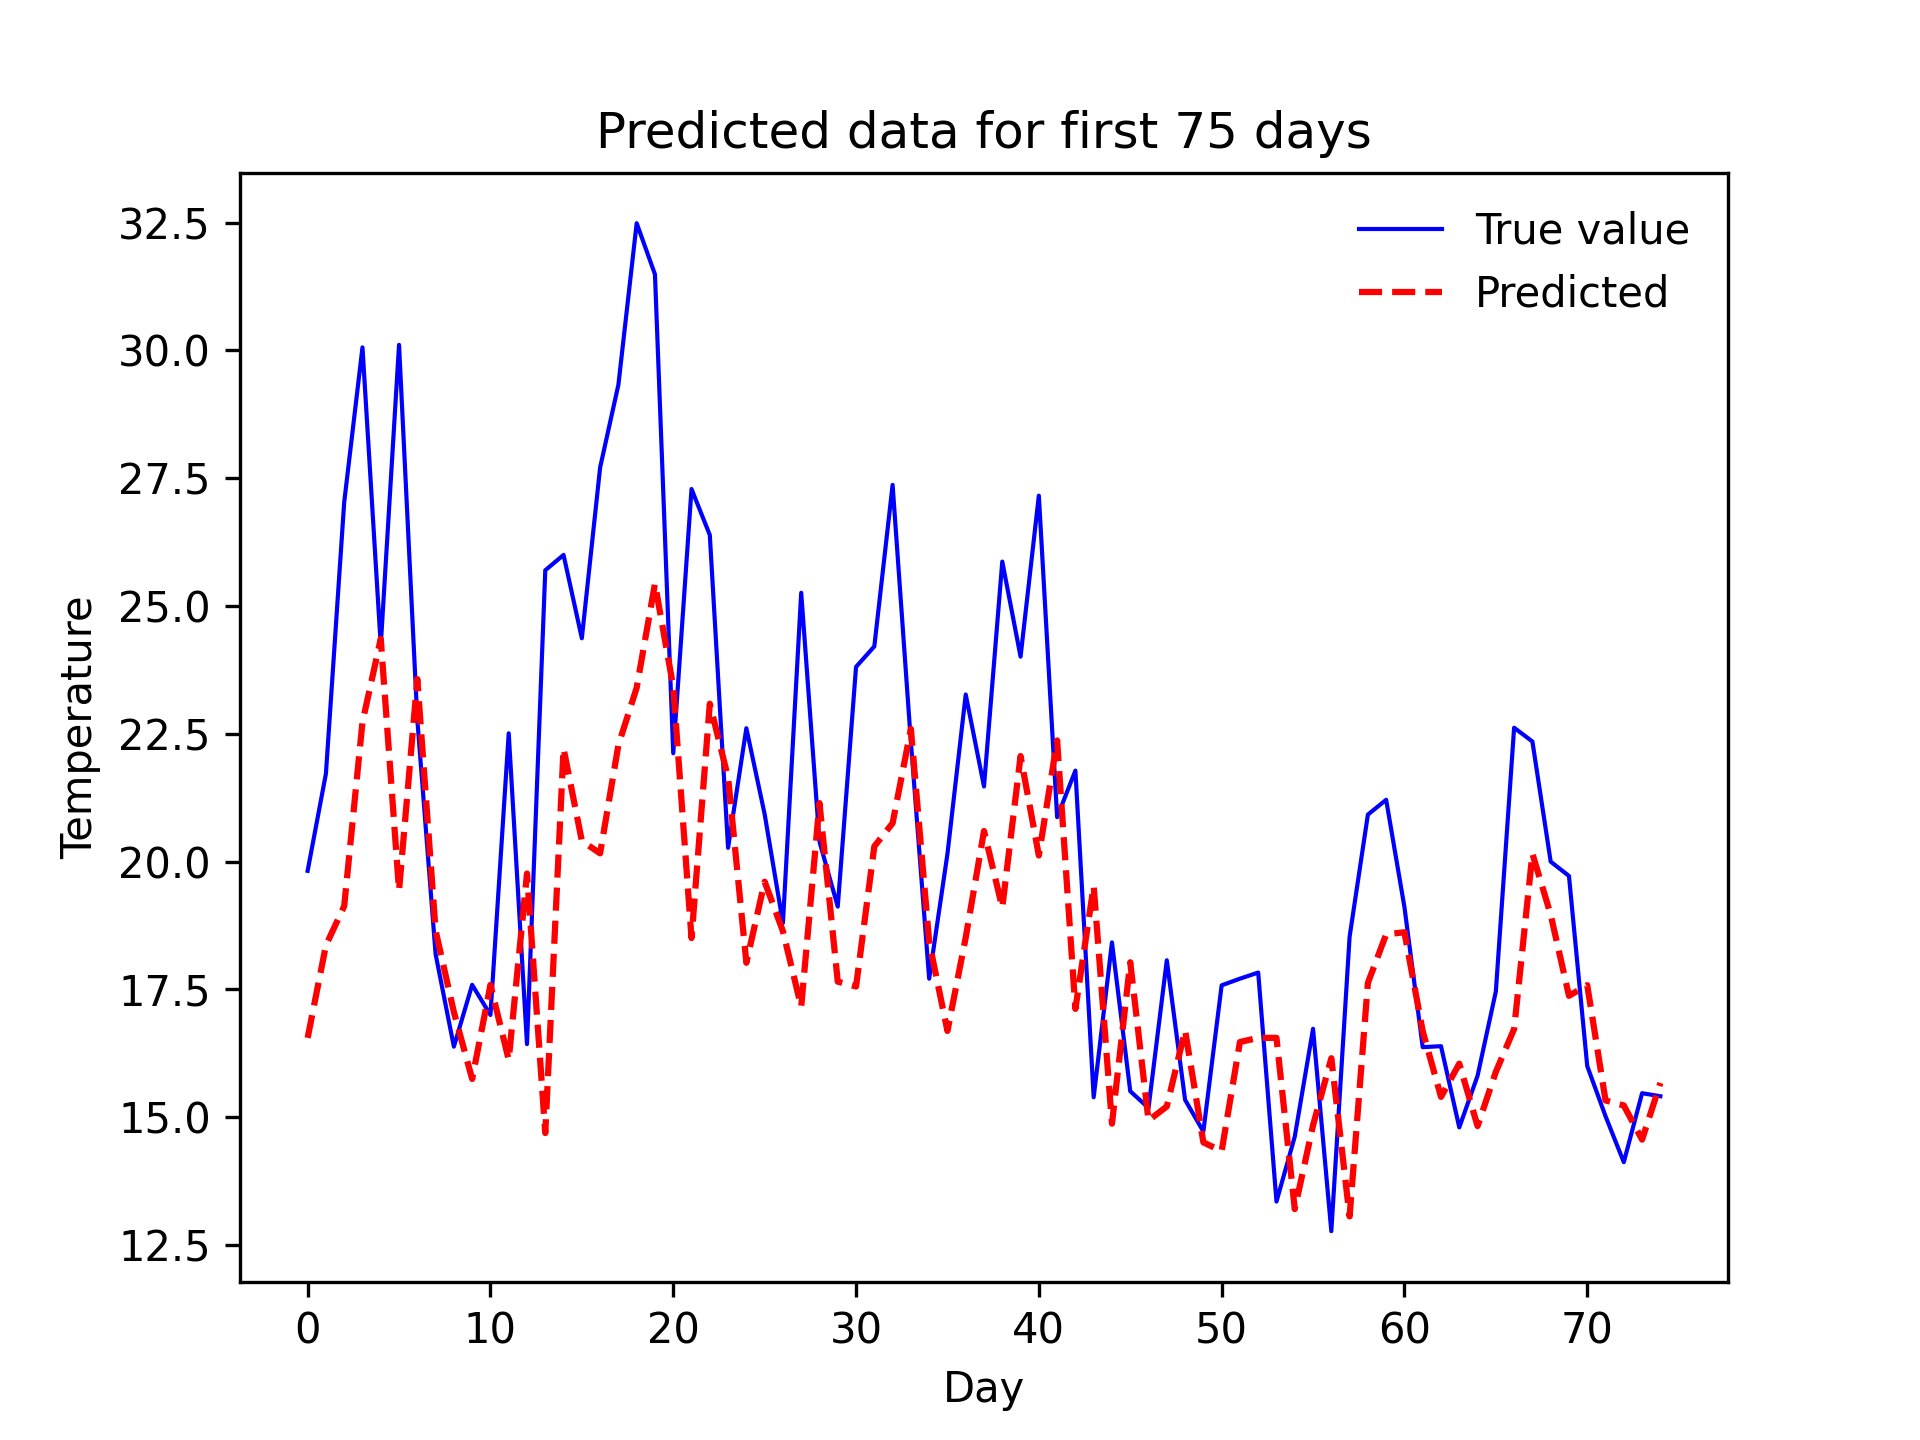 Predicted data for first 75 days
True value
Predicted
32.5
30.0
27.5
25.0
22.5
20.0
17.5
15.0
12.5
Temperature
0 10 20 30 40 50 60 70
Day